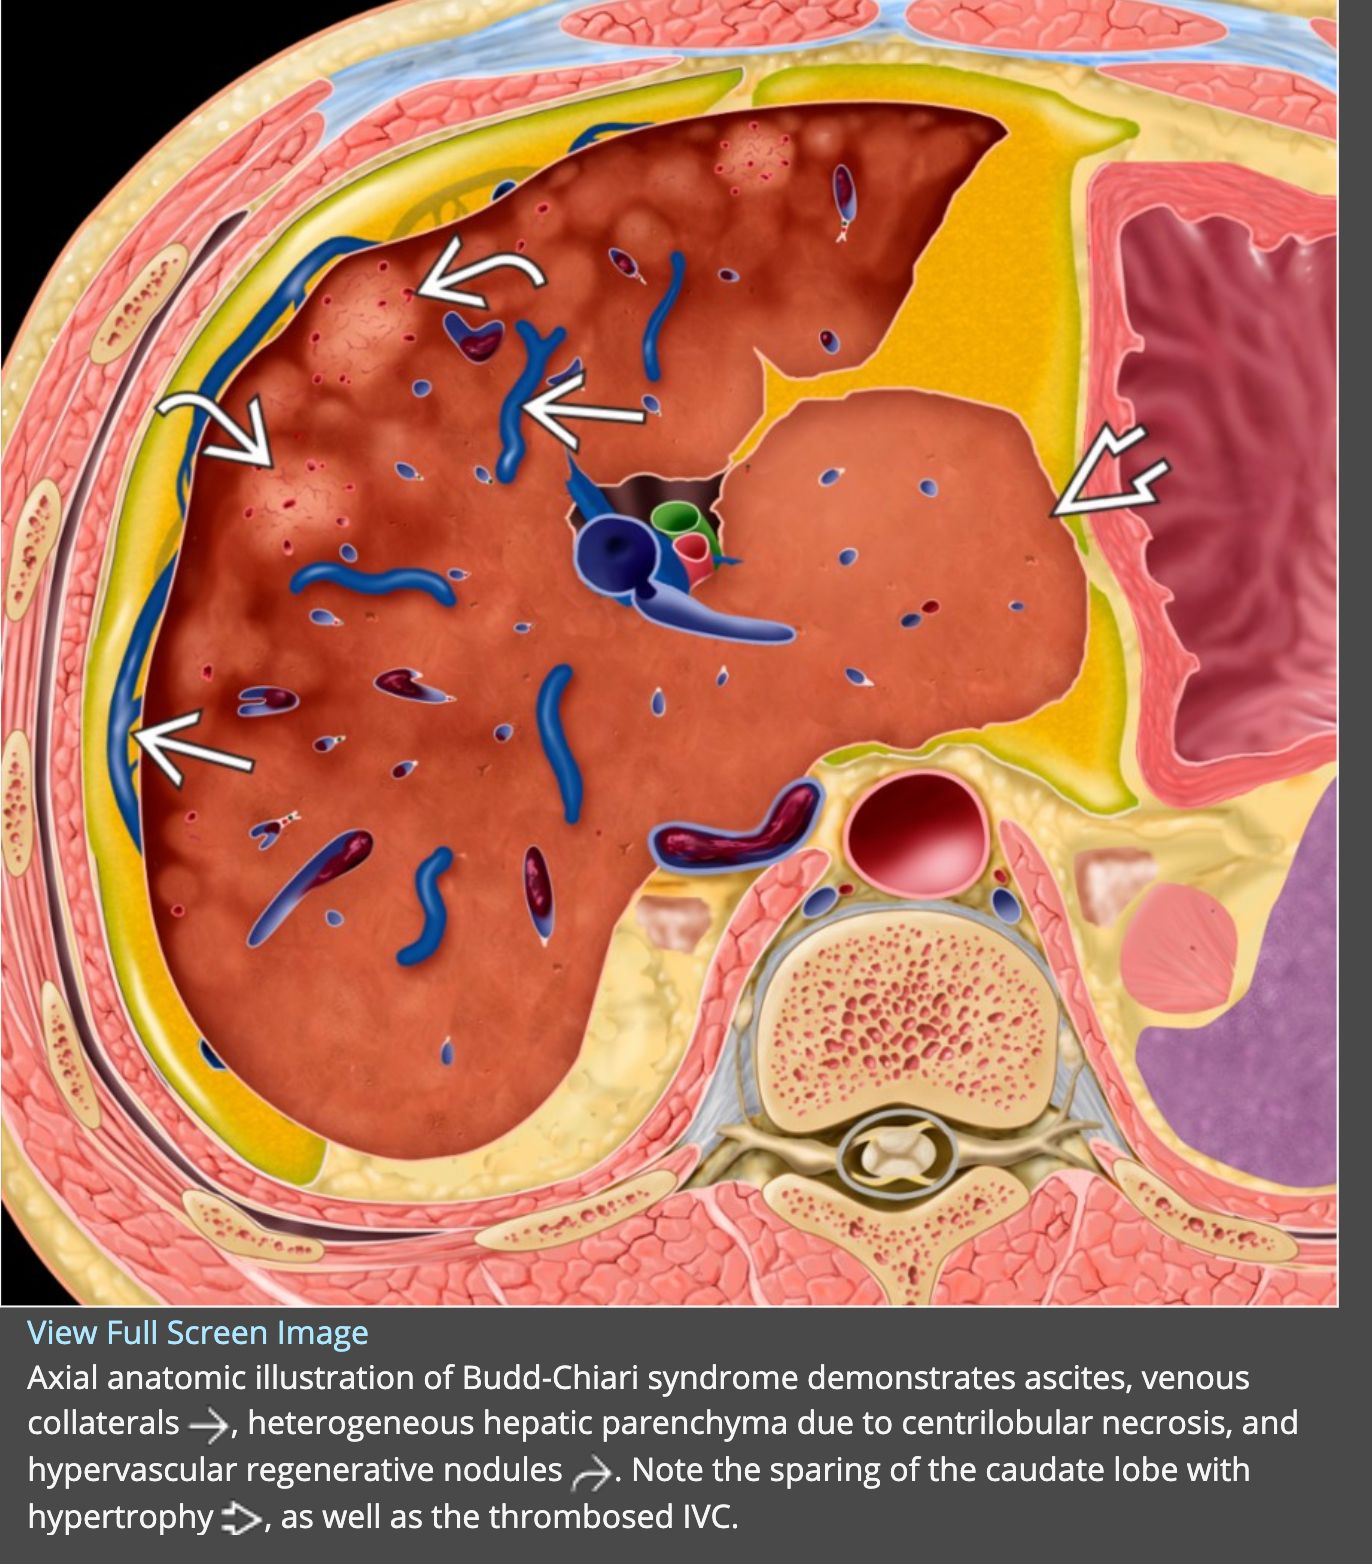 View Full Screen Image
Axial anatomic illustration of Budd-Chiari syndrome demonstrates ascites, venous
collaterals →, heterogeneous hepatic parenchyma due to centrilobular necrosis, and
hypervascular regenerative nodules ↷. Note the sparing of the caudate lobe with
hypertrophy ⇨, as well as the thrombosed IVC.